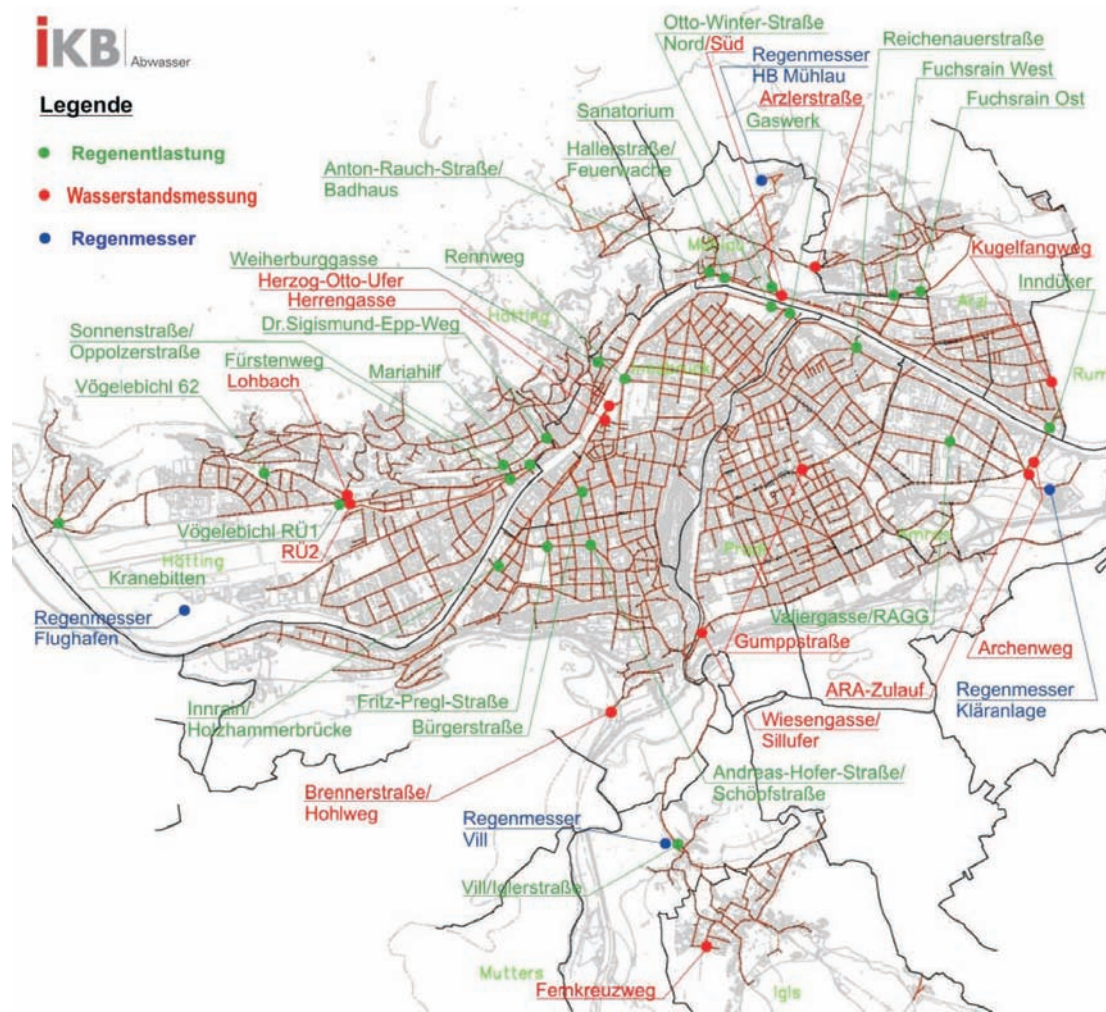 iKB Abwasser
Legende
Regenentlastung
Wasserstandsmessung
Regenmesser
Otto-Winter-Straße
Nord/Süd
Regenmesser
HB Mühlau
Arzlerstraße
Gaswerk
Reichenauerstraße
Fuchsrain West
Fuchsrain Ost
Sanatorium
Hallerstraße/
Feuerwache
Anton-Rauch-Straße/
Badhaus
Kugelfangweg
Inndüker
Weiherburggasse
Rennweg
Herzog-Otto-Ufer
Herrengasse
Dr.Sigismund-Epp-Weg
Sonnenstraße/
Oppolzerstraße
Fürstenweg
Mariahilf
Vögelebichl 62
Lohbach
Hötting
Arzl
Rum
Vögelebichl RÜ1
RÜ2
Hötting
Kranebitten
Regenmesser
Flughafen
Amras
Valiergasse/RAGG
Gumppstraße
Archenweg
ARA-Zulauf
Regenmesser
Kläranlage
Innrain/
Holzhammerbrücke
Fritz-Pregl-Straße
Bürgerstraße
Wiesengasse/
Sillufer
Brennerstraße/
Hohlweg
Andreas-Hofer-Straße/
Schöpfstraße
Regenmesser
Vill
Vill/Iglerstraße
Mutters
Fernkreuzweg
Igls